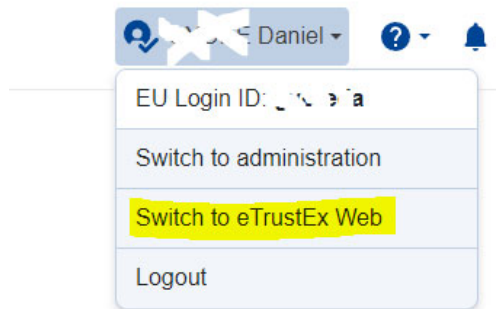 Daniel
EU Login ID:
Switch to administration
Switch to eTrustEx Web
Logout